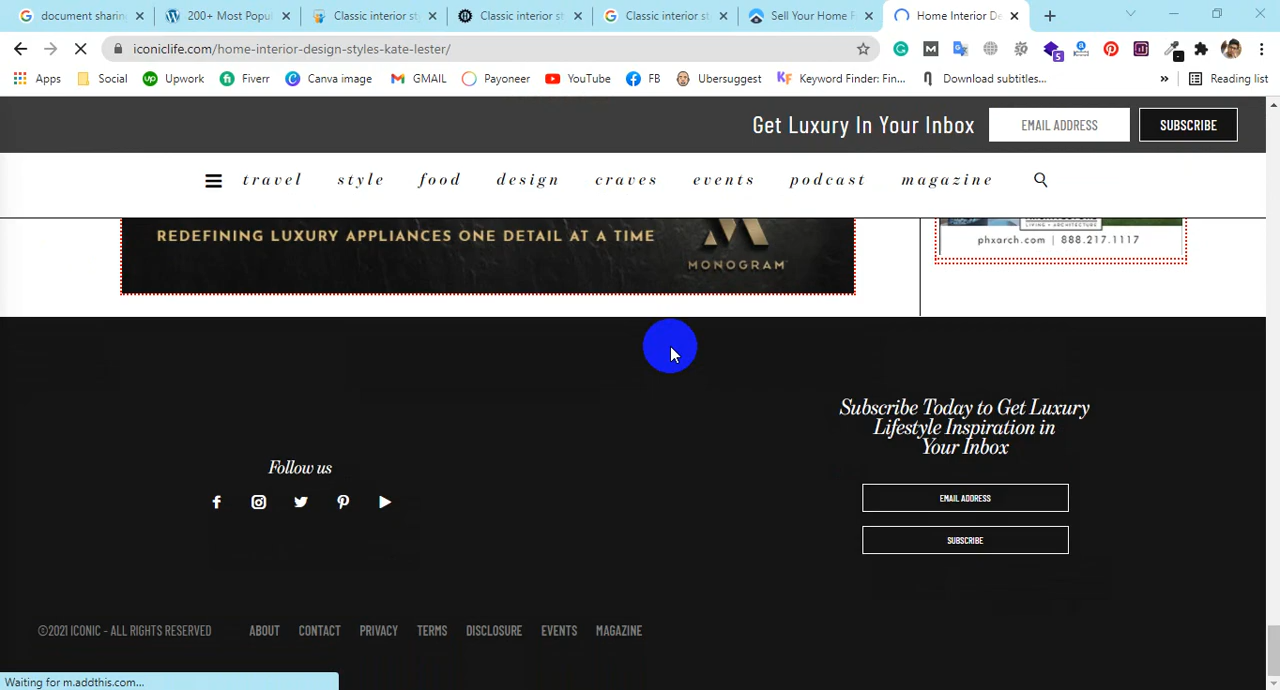 document sharing
200+ Most Popu
Classic interior st
Classic interior st
Classic interior st
Sell Your Home F
Home Interior De
iconiclife.com/home-interior-design-styles-kate-lester/
5
Apps
Social
Upwork
Fiverr
Canva image
GMAIL
Payoneer
YouTube
FB
Ubersuggest
Keyword Finder: Fin...
Download subtitles...
»
Reading list
Get Luxury In Your Inbox
EMAIL ADDRESS
SUBSCRIBE
travel
style
food
design
craves
events
podcast
magazine
REDEFINING LUXURY APPLIANCES ONE DETAIL AT A TIME
MONOGRAM
LIVING + ARCHITECTURE
phxarch.com | 888.217.1117
Subscribe Today to Get Luxury
Lifestyle Inspiration in
Your Inbox
Follow us
EMAIL ADDRESS
SUBSCRIBE
©2021 ICONIC - ALL RIGHTS RESERVED
ABOUT
CONTACT
PRIVACY
TERMS
DISCLOSURE
EVENTS
MAGAZINE
Waiting for m.addthis.com...